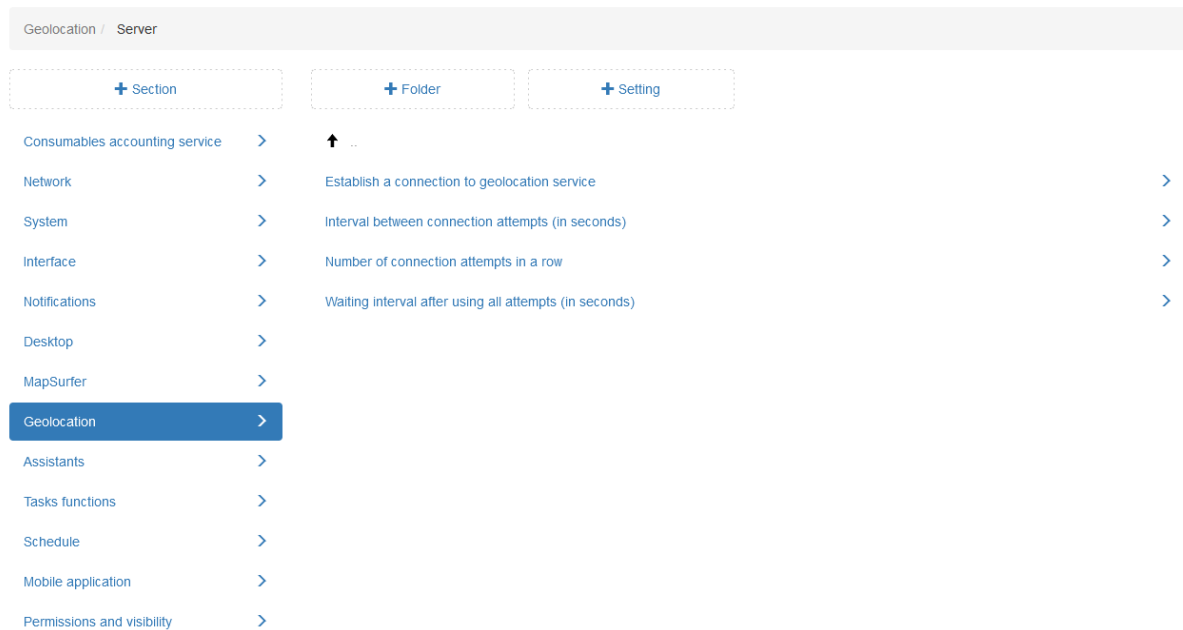 Geolocation / Server
+ Section
+ Folder
+ Setting
Consumables accounting service
Network
System
Interface
Notifications
Desktop
MapSurfer
Geolocation
Assistants
Tasks functions
Schedule
Mobile application
Permissions and visibility
..
Establish a connection to geolocation service
Interval between connection attempts (in seconds)
Number of connection attempts in a row
Waiting interval after using all attempts (in seconds)